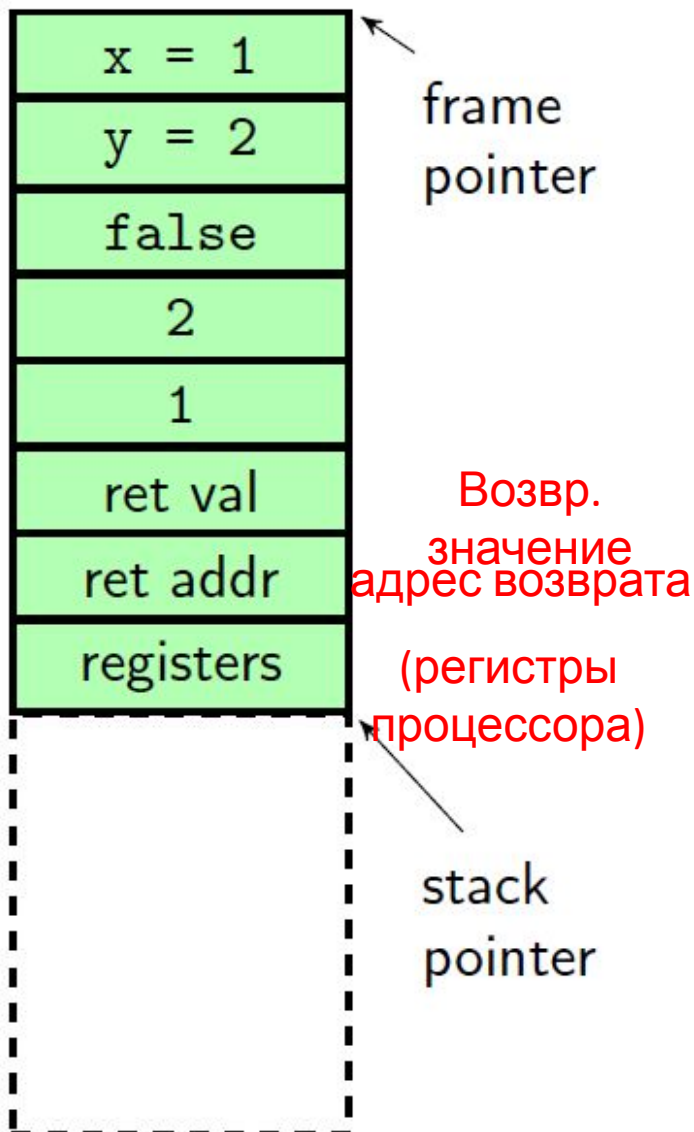 x = 1
frame
pointer
y = 2
false
2
1
ret val
Возвр.
значение
ret addr
адрес возврата
registers
(регистры
процессора)
stack
pointer